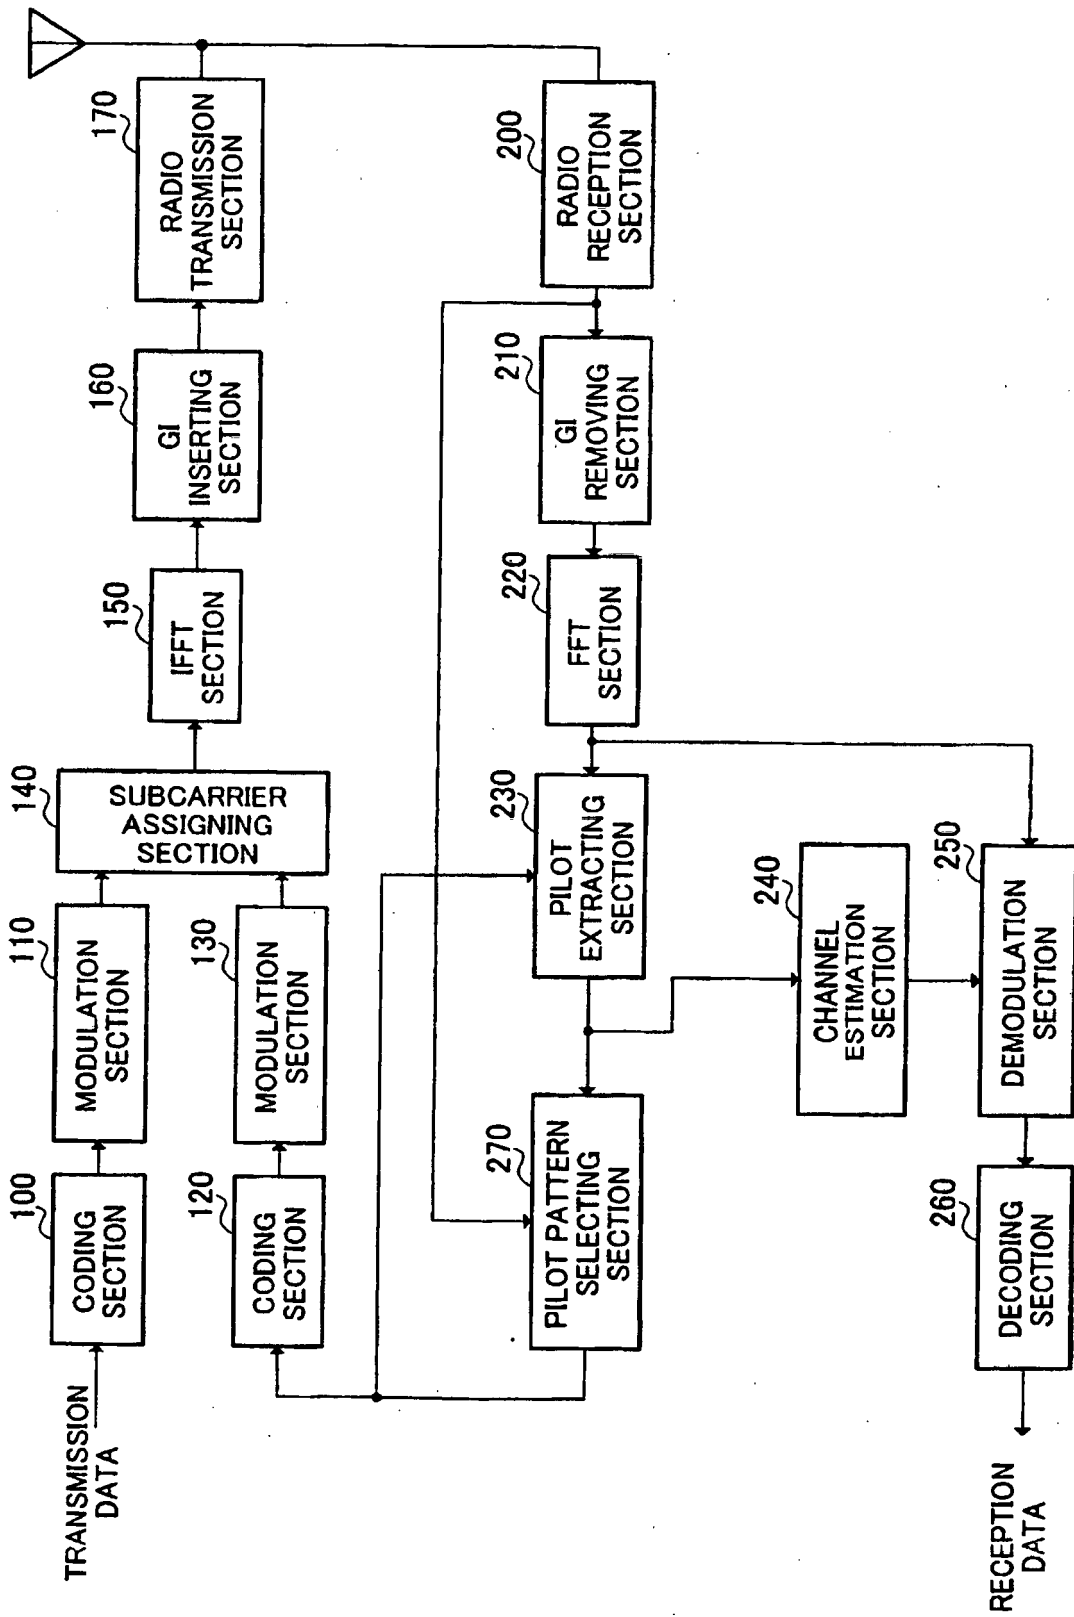 TRANSMISSION
DATA
100
CODING
SECTION
110
MODULATION
SECTION
120
CODING
SECTION
130
MODULATION
SECTION
140
SUBCARRIER
ASSIGNING
SECTION
150
IFFT
SECTION
160
GI
INSERTING
SECTION
170
RADIO
TRANSMISSION
SECTION
200
RADIO
RECEPTION
SECTION
210
GI
REMOVING
SECTION
220
FFT
SECTION
230
PILOT
EXTRACTING
SECTION
270
PILOT PATTERN
SELECTING
SECTION
240
CHANNEL
ESTIMATION
SECTION
250
DEMODULATION
SECTION
260
DECODING
SECTION
RECEPTION
DATA